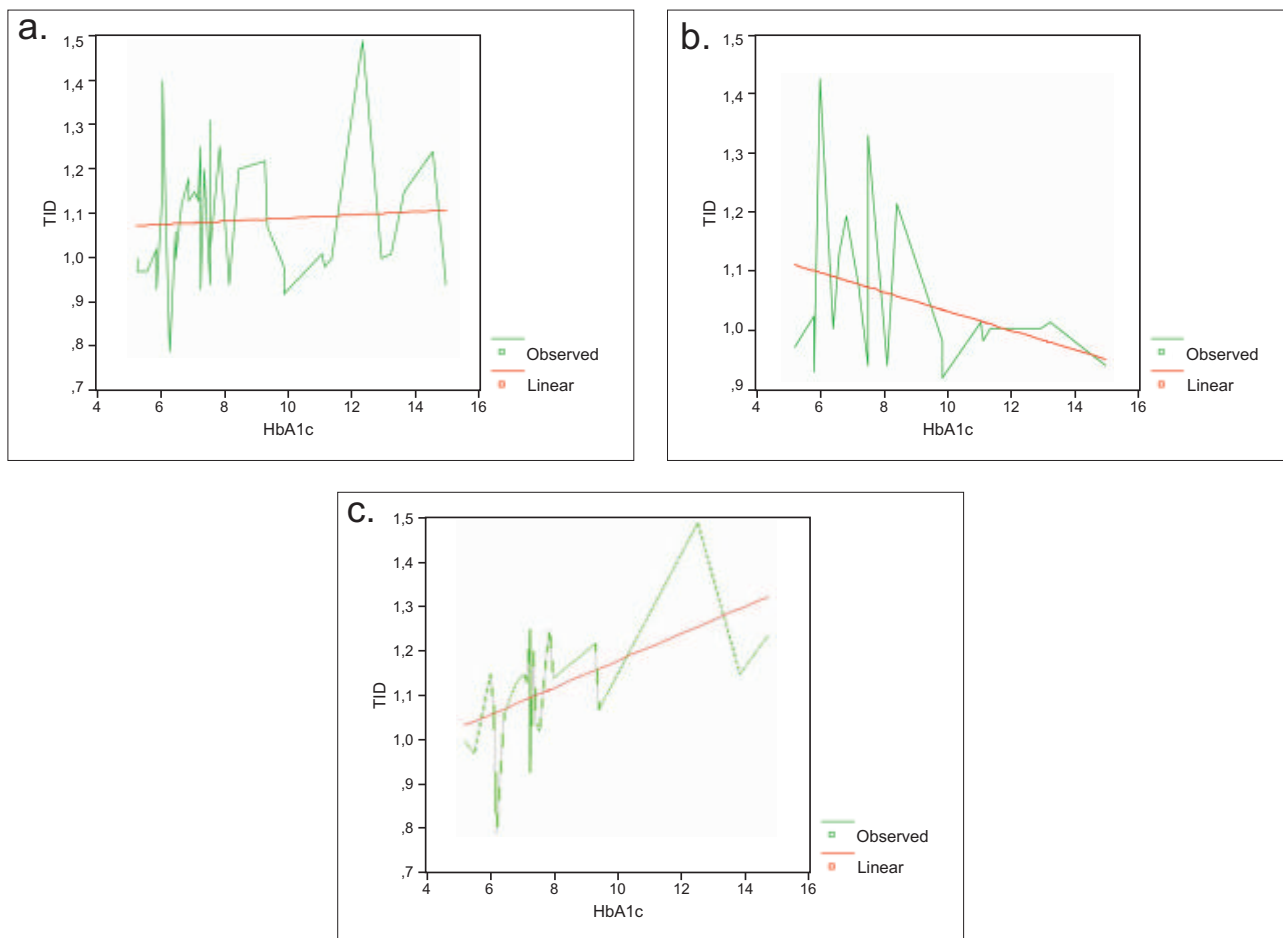 a.
1,5
1,4
1,3
1,2
1,1
1,0
,9
,8
,7
TID
4 6 8 10 12 14 16
HbA1c
Observed
Linear
b.
1,5
1,4
1,3
1,2
1,1
1,0
,9
TID
4 6 8 10 12 14 16
HbA1c
Observed
Linear
c.
1,5
1,4
1,3
1,2
1,1
1,0
,9
,8
,7
TID
4 6 8 10 12 14 16
HbA1c
Observed
Linear